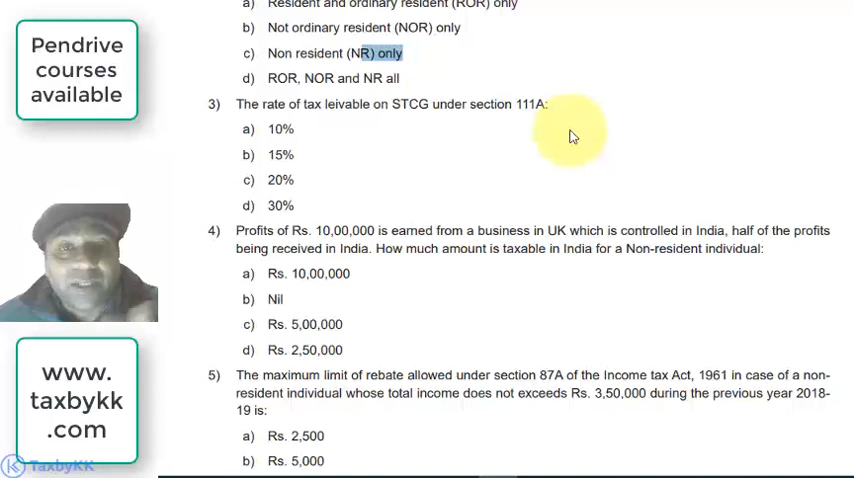 Pendrive
courses
available
www.
taxbykk
.com
TaxbyKK
a) Resident and ordinary resident (ROR) only
b) Not ordinary resident (NOR) only
c) Non resident (NR) only
d) ROR, NOR and NR all
3) The rate of tax leivable on STCG under section 111A:
a) 10%
b) 15%
c) 20%
d) 30%
4) Profits of Rs. 10,00,000 is earned from a business in UK which is controlled in India, half of the profits
being received in India. How much amount is taxable in India for a Non-resident individual:
a) Rs. 10,00,000
b) Nil
c) Rs. 5,00,000
d) Rs. 2,50,000
5) The maximum limit of rebate allowed under section 87A of the Income tax Act, 1961 in case of a non-
resident individual whose total income does not exceeds Rs. 3,50,000 during the previous year 2018-
19 is:
a) Rs. 2,500
b) Rs. 5,000